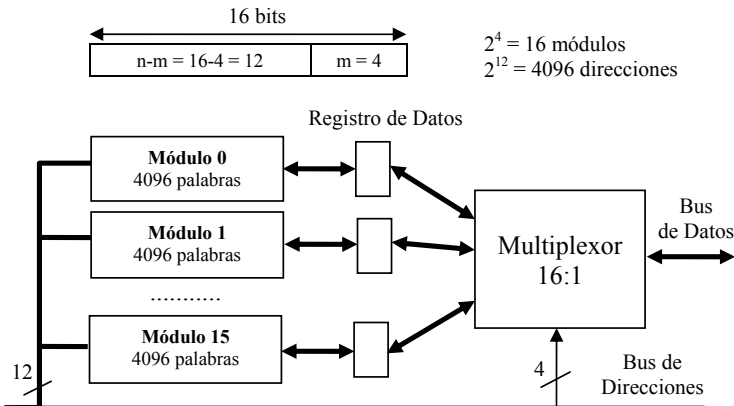 16 bits
n-m = 16-4 = 12
m = 4
2⁴ = 16 módulos
2¹² = 4096 direcciones
Registro de Datos
Módulo 0
4096 palabras
Módulo 1
4096 palabras
...........
Módulo 15
4096 palabras
Multiplexor
16:1
Bus
de Datos
12
4
Bus de
Direcciones